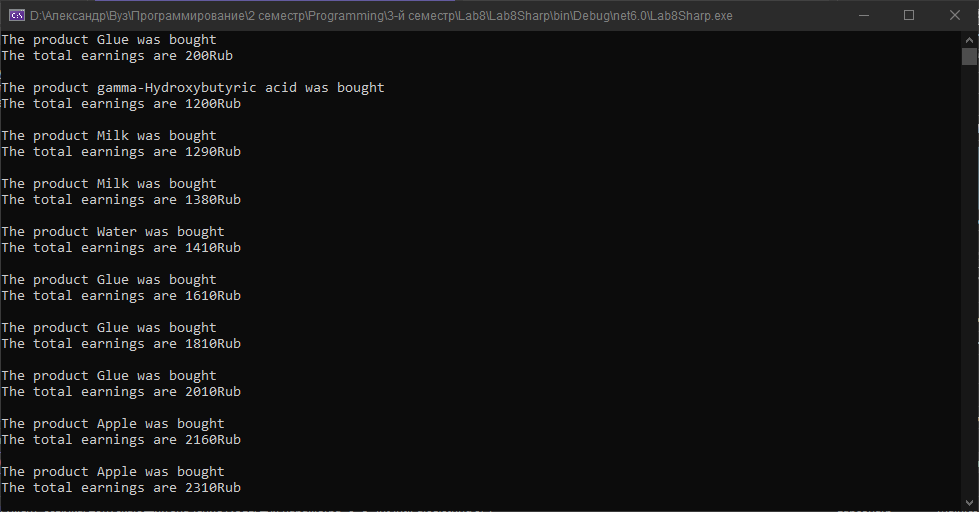 D:\Александр\Вуз\Программирование\2 семестр\Programming\3-й семестр\Lab8\Lab8Sharp\bin\Debug\net6.0\Lab8Sharp.exe
The product Glue was bought
The total earnings are 200Rub
The product gamma-Hydroxybutyric acid was bought
The total earnings are 1200Rub
The product Milk was bought
The total earnings are 1290Rub
The product Milk was bought
The total earnings are 1380Rub
The product Water was bought
The total earnings are 1410Rub
The product Glue was bought
The total earnings are 1610Rub
The product Glue was bought
The total earnings are 1810Rub
The product Glue was bought
The total earnings are 2010Rub
The product Apple was bought
The total earnings are 2160Rub
The product Apple was bought
The total earnings are 2310Rub